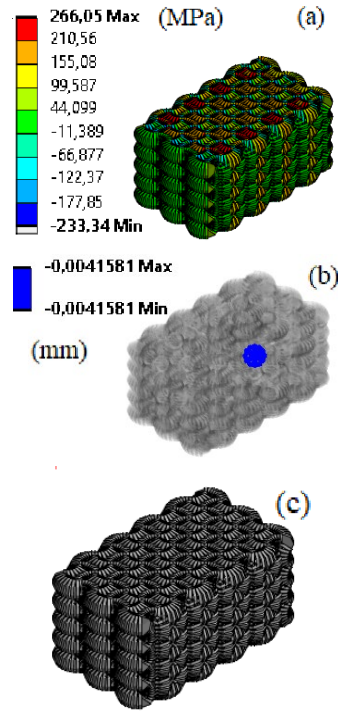 266,05 Max (MPa) (a)
210,56
155,08
99,587
44,099
-11,389
-66,877
-122,37
-177,85
-233,34 Min
-0,0041581 Max (b)
-0,0041581 Min
(mm)
(c)